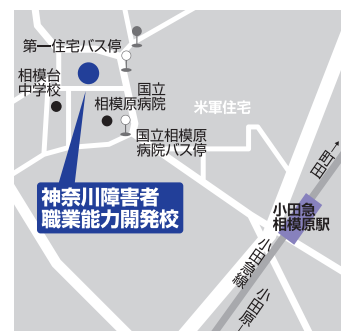 第一住宅バス停
相模台
中学校
国立
相模原病院
米軍住宅
国立相模原
病院バス停
→町田
神奈川障害者
職業能力開発校
小田急
相模原駅
小田急線
小田原